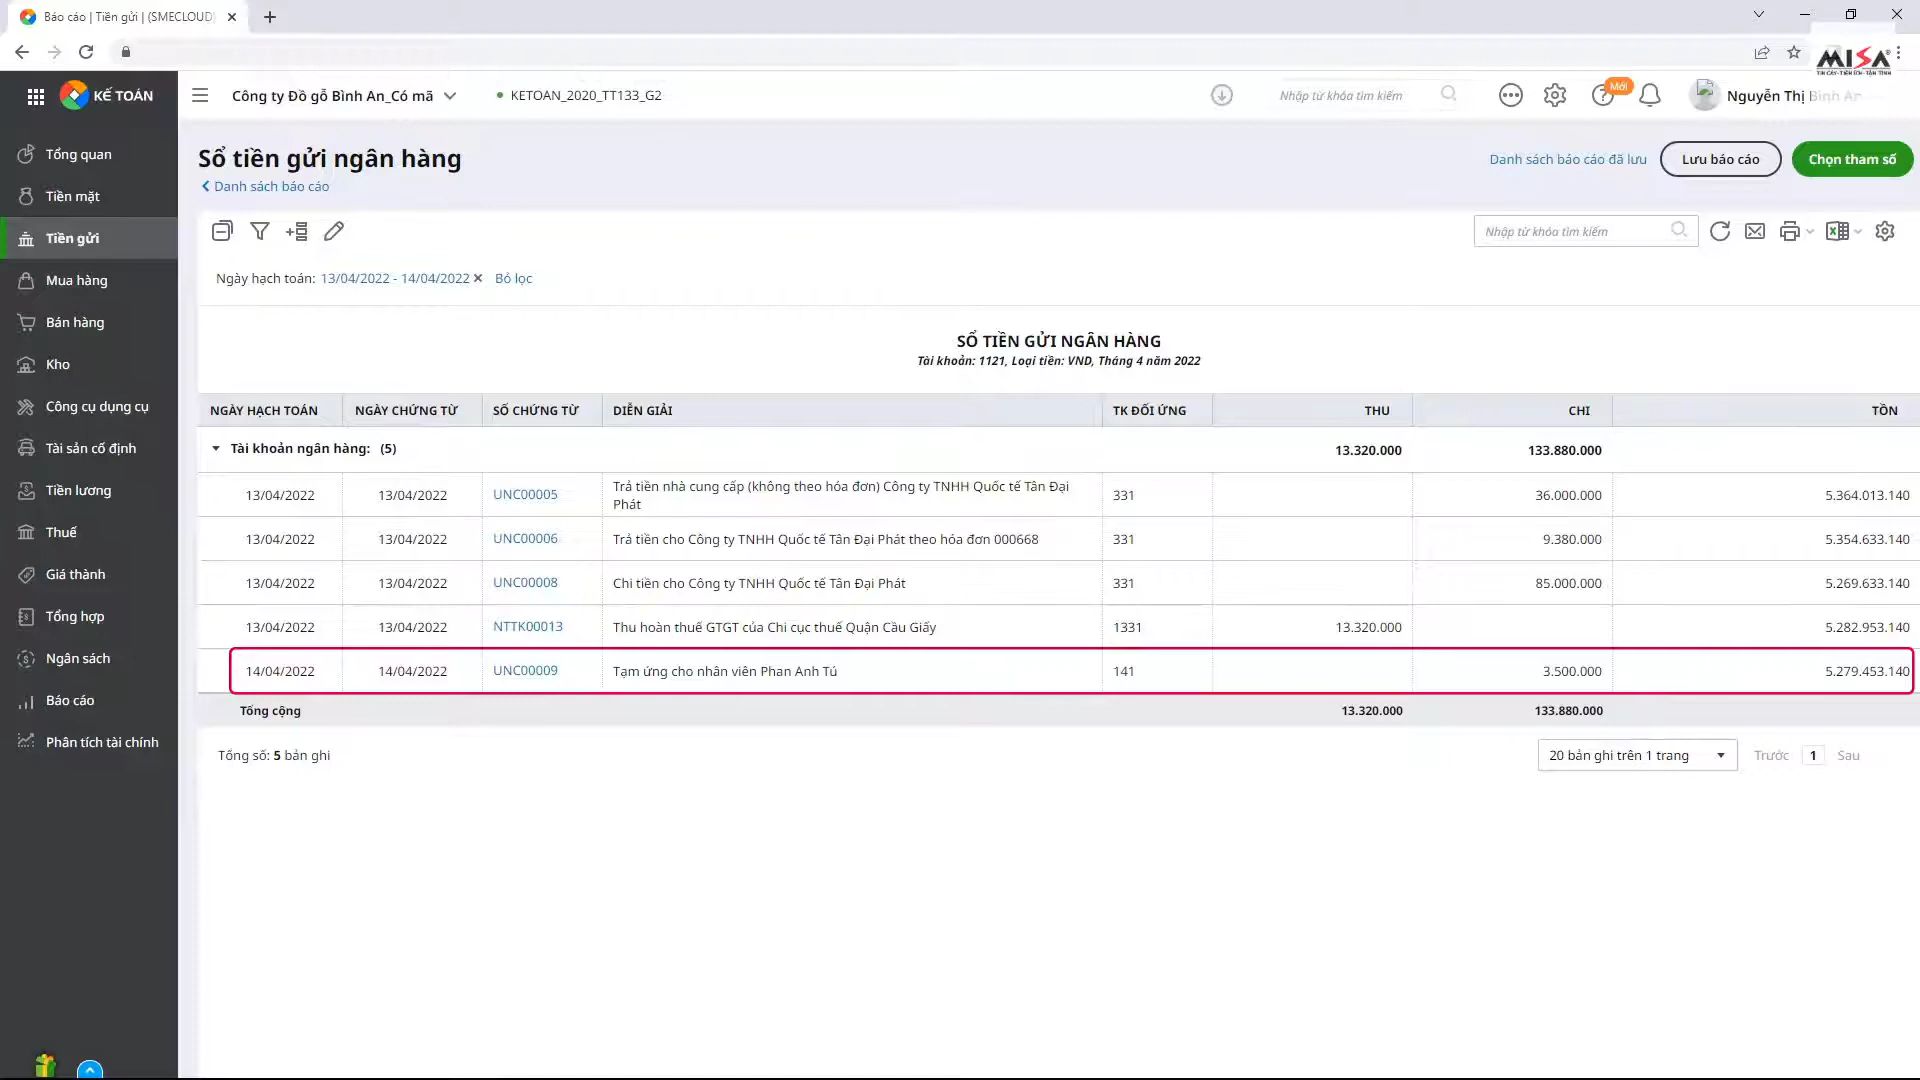 Báo cáo | Tiền gửi | (SMECLOUD)
MISA
TIN CẬY-TIỆN ÍCH-TẬN TÌNH
KẾ TOÁN
Công ty Đồ gỗ Bình An_Có mã
KETOAN_2020_TT133_G2
Nhập từ khóa tìm kiếm
Mới
Nguyễn Thị Bình An
Tổng quan
Tiền mặt
Tiền gửi
Mua hàng
Bán hàng
Kho
Công cụ dụng cụ
Tài sản cố định
Tiền lương
Thuế
Giá thành
Tổng hợp
Ngân sách
Báo cáo
Phân tích tài chính
Sổ tiền gửi ngân hàng
Danh sách báo cáo
Danh sách báo cáo đã lưu
Lưu báo cáo
Chọn tham số
Nhập từ khóa tìm kiếm
Ngày hạch toán: 13/04/2022 - 14/04/2022 Bỏ lọc
SỔ TIỀN GỬI NGÂN HÀNG
Tài khoản: 1121, Loại tiền: VND, Tháng 4 năm 2022
NGÀY HẠCH TOÁN NGÀY CHỨNG TỪ SỐ CHỨNG TỪ DIỄN GIẢI TK ĐỐI ỨNG THU CHI TỒN
Tài khoản ngân hàng: (5) 13.320.000 133.880.000
13/04/2022 13/04/2022 UNC00005 Trả tiền nhà cung cấp (không theo hóa đơn) Công ty TNHH Quốc tế Tân Đại 331 36.000.000 5.364.013.140
Phát
13/04/2022 13/04/2022 UNC00006 Trả tiền cho Công ty TNHH Quốc tế Tân Đại Phát theo hóa đơn 000668 331 9.380.000 5.354.633.140
13/04/2022 13/04/2022 UNC00008 Chi tiền cho Công ty TNHH Quốc tế Tân Đại Phát 331 85.000.000 5.269.633.140
13/04/2022 13/04/2022 NTTK00013 Thu hoàn thuế GTGT của Chi cục thuế Quận Cầu Giấy 1331 13.320.000 5.282.953.140
14/04/2022 14/04/2022 UNC00009 Tạm ứng cho nhân viên Phan Anh Tú 141 3.500.000 5.279.453.140
Tổng cộng 13.320.000 133.880.000
Tổng số: 5 bản ghi
20 bản ghi trên 1 trang
Trước 1 Sau